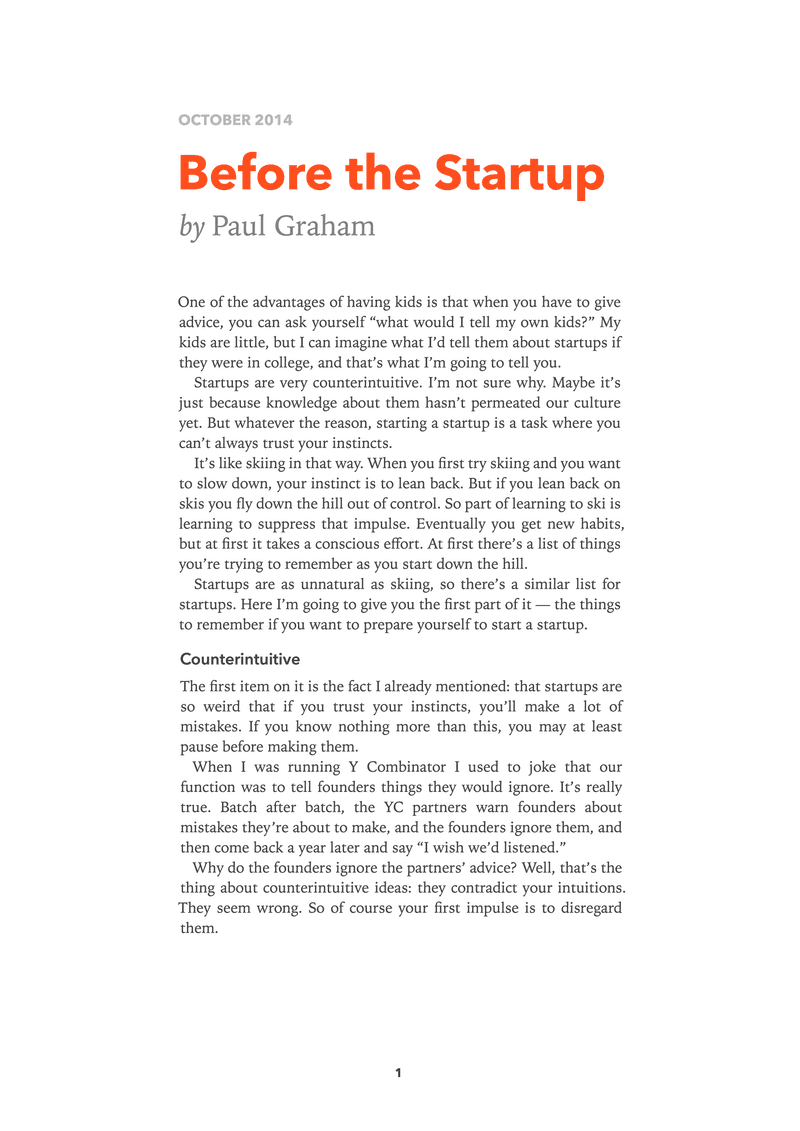 OCTOBER 2014
Before the Startup
by Paul Graham
One of the advantages of having kids is that when you have to give
advice, you can ask yourself “what would I tell my own kids?” My
kids are little, but I can imagine what I’d tell them about startups if
they were in college, and that’s what I’m going to tell you.
Startups are very counterintuitive. I’m not sure why. Maybe it’s
just because knowledge about them hasn’t permeated our culture
yet. But whatever the reason, starting a startup is a task where you
can’t always trust your instincts.
It’s like skiing in that way. When you first try skiing and you want
to slow down, your instinct is to lean back. But if you lean back on
skis you fly down the hill out of control. So part of learning to ski is
learning to suppress that impulse. Eventually you get new habits,
but at first it takes a conscious effort. At first there’s a list of things
you’re trying to remember as you start down the hill.
Startups are as unnatural as skiing, so there’s a similar list for
startups. Here I’m going to give you the first part of it — the things
to remember if you want to prepare yourself to start a startup.
Counterintuitive
The first item on it is the fact I already mentioned: that startups are
so weird that if you trust your instincts, you’ll make a lot of
mistakes. If you know nothing more than this, you may at least
pause before making them.
When I was running Y Combinator I used to joke that our
function was to tell founders things they would ignore. It’s really
true. Batch after batch, the YC partners warn founders about
mistakes they’re about to make, and the founders ignore them, and
then come back a year later and say “I wish we’d listened.”
Why do the founders ignore the partners’ advice? Well, that’s the
thing about counterintuitive ideas: they contradict your intuitions.
They seem wrong. So of course your first impulse is to disregard
them.
1